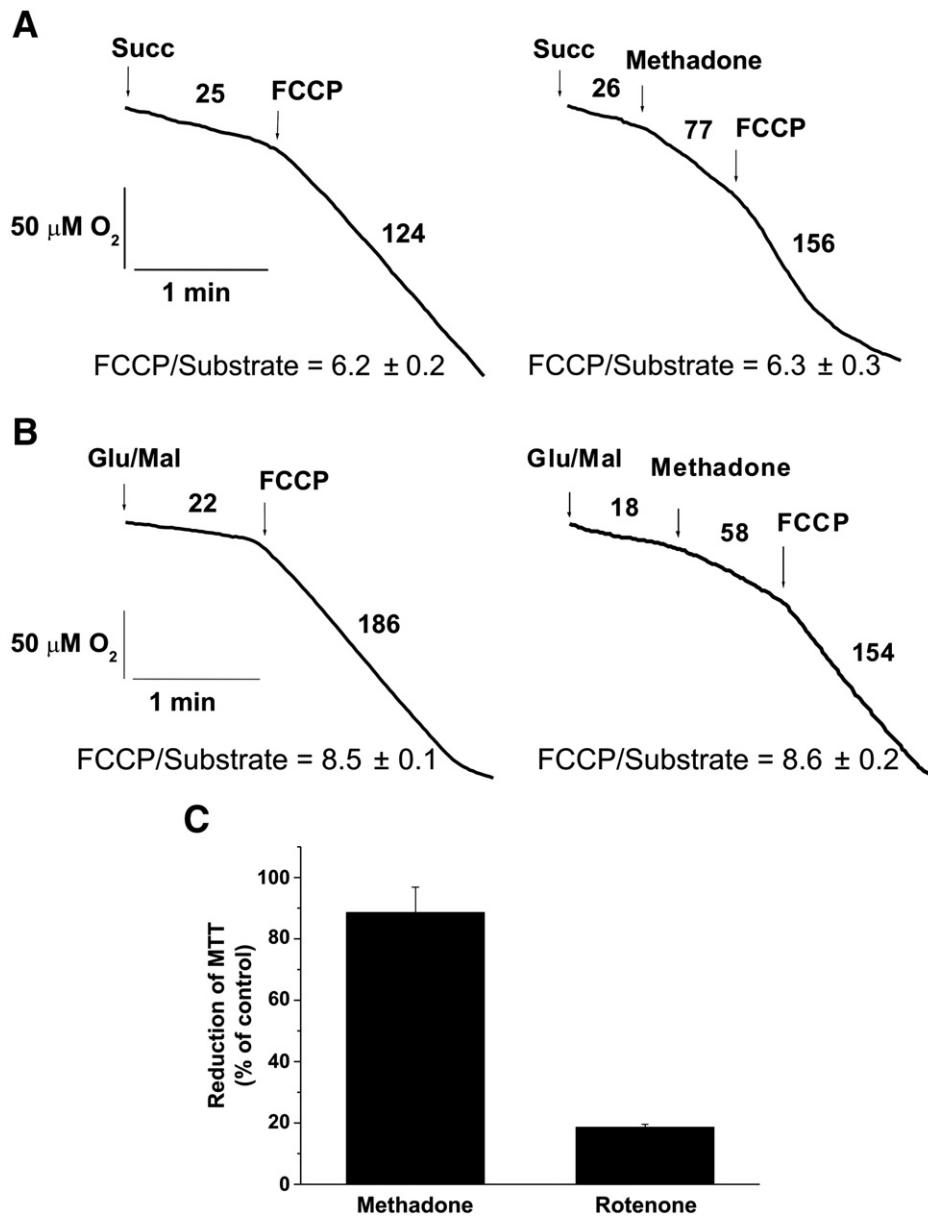 A
Succ
25
FCCP
124
50 μM O₂
1 min
FCCP/Substrate = 6.2 ± 0.2
Succ
26
Methadone
77
FCCP
156
FCCP/Substrate = 6.3 ± 0.3
B
Glu/Mal
22
FCCP
186
50 μM O₂
1 min
FCCP/Substrate = 8.5 ± 0.1
Glu/Mal
18
Methadone
58
FCCP
154
FCCP/Substrate = 8.6 ± 0.2
C
Reduction of MTT
(% of control)
100
80
60
40
20
0
Methadone
Rotenone